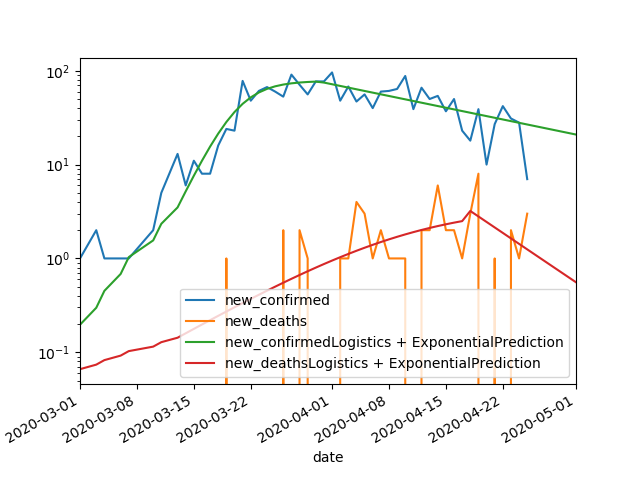 10²
10¹
10⁰
10⁻¹
new_confirmed
new_deaths
new_confirmedLogistics + ExponentialPrediction
new_deathsLogistics + ExponentialPrediction
2020-03-01
2020-03-08
2020-03-15
2020-03-22
2020-04-01
2020-04-08
2020-04-15
2020-04-22
2020-05-01
date